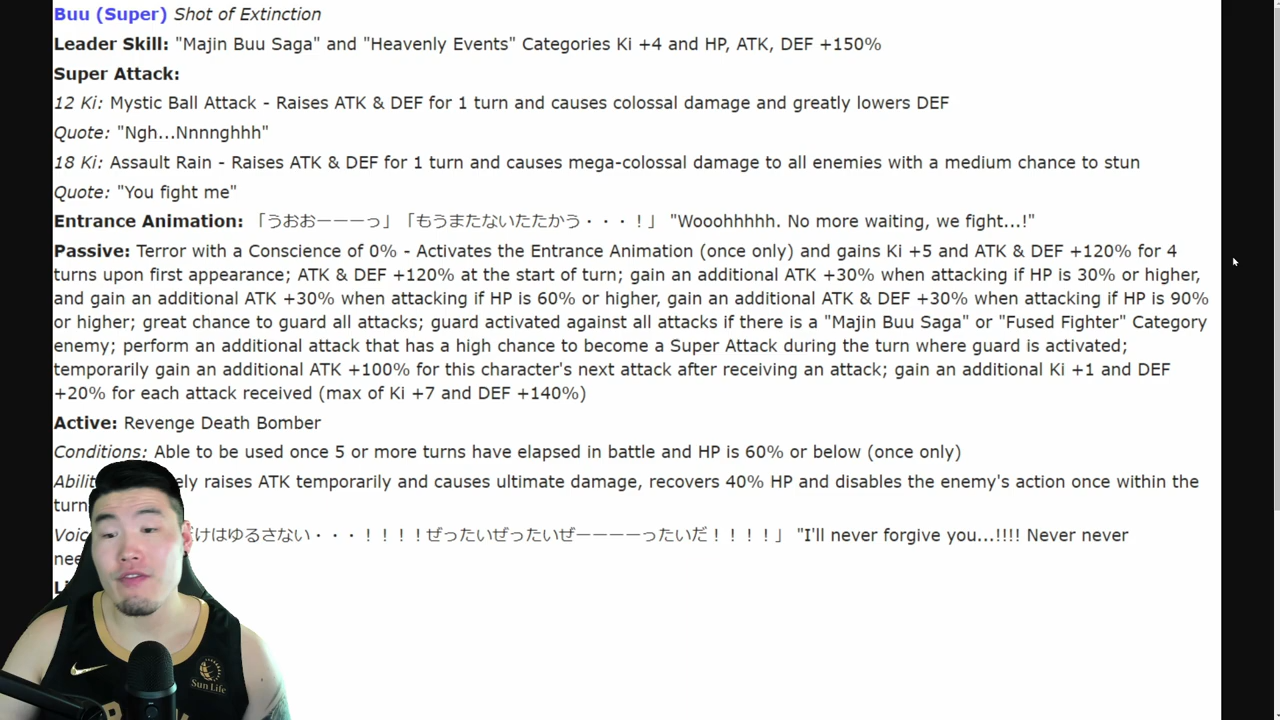 Buu (Super) Shot of Extinction
Leader Skill: "Majin Buu Saga" and "Heavenly Events" Categories Ki +4 and HP, ATK, DEF +150%
Super Attack:
12 Ki: Mystic Ball Attack - Raises ATK & DEF for 1 turn and causes colossal damage and greatly lowers DEF
Quote: "Ngh...Nnnnghhh"
18 Ki: Assault Rain - Raises ATK & DEF for 1 turn and causes mega-colossal damage to all enemies with a medium chance to stun
Quote: "You fight me"
Entrance Animation: 「うおおーーーっ」「もうまたないたたかう・・・！」 "Wooohhhhh. No more waiting, we fight...!"
Passive: Terror with a Conscience of 0% - Activates the Entrance Animation (once only) and gains Ki +5 and ATK & DEF +120% for 4
turns upon first appearance; ATK & DEF +120% at the start of turn; gain an additional ATK +30% when attacking if HP is 30% or higher,
and gain an additional ATK +30% when attacking if HP is 60% or higher, gain an additional ATK & DEF +30% when attacking if HP is 90%
or higher; great chance to guard all attacks; guard activated against all attacks if there is a "Majin Buu Saga" or "Fused Fighter" Category
enemy; perform an additional attack that has a high chance to become a Super Attack during the turn where guard is activated;
temporarily gain an additional ATK +100% for this character's next attack after receiving an attack; gain an additional Ki +1 and DEF
+20% for each attack received (max of Ki +7 and DEF +140%)
Active: Revenge Death Bomber
Conditions: Able to be used once 5 or more turns have elapsed in battle and HP is 60% or below (once only)
ely raises ATK temporarily and causes ultimate damage, recovers 40% HP and disables the enemy's action once within the
turn
けはゆるさない・・・！！！！ぜったいぜったいぜーーーーったいだ！！！！」 "I'll never forgive you...!!!! Never never
Sun Life